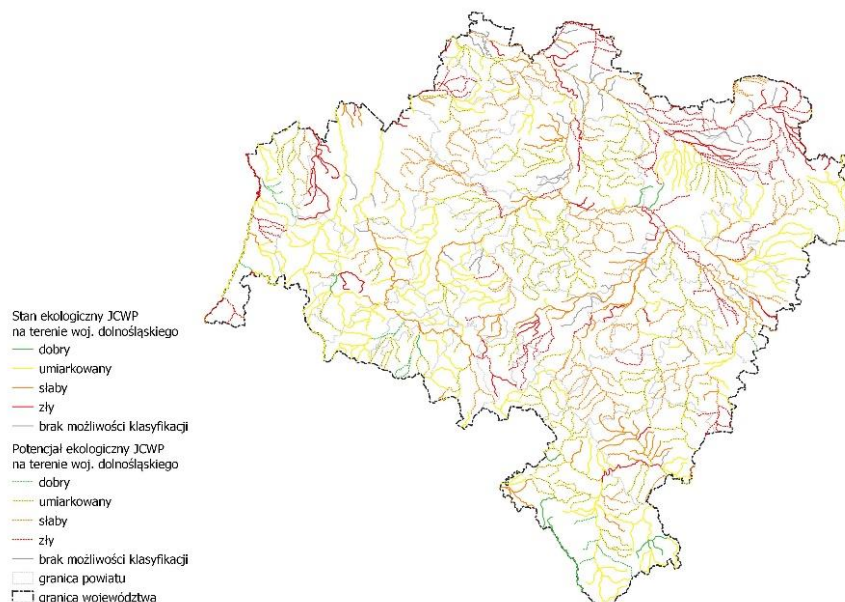 Stan ekologiczny JCWP
na terenie woj. dolnośląskiego
dobry
umiarkowany
słaby
zły
brak możliwości klasyfikacji
Potencjał ekologiczny JCWP
na terenie woj. dolnośląskiego
dobry
umiarkowany
słaby
zły
brak możliwości klasyfikacji
granica powiatu
granica województwa